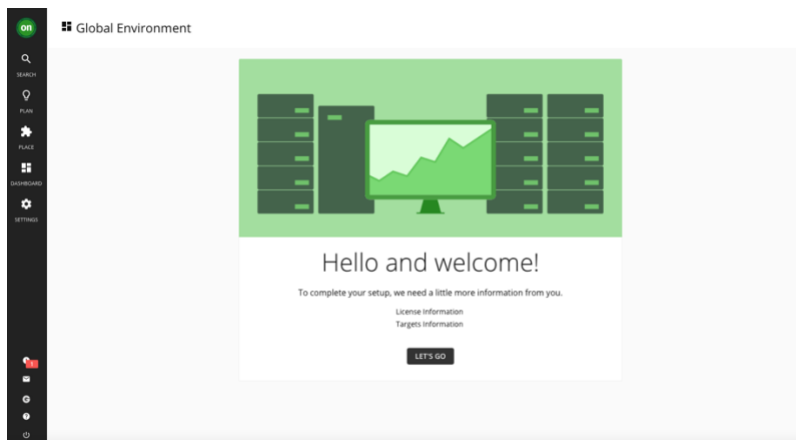 on
Global Environment
SEARCH
PLAN
PLACE
DASHBOARD
SETTINGS
Hello and welcome!
To complete your setup, we need a little more information from you.
License Information
Targets Information
LET'S GO
1